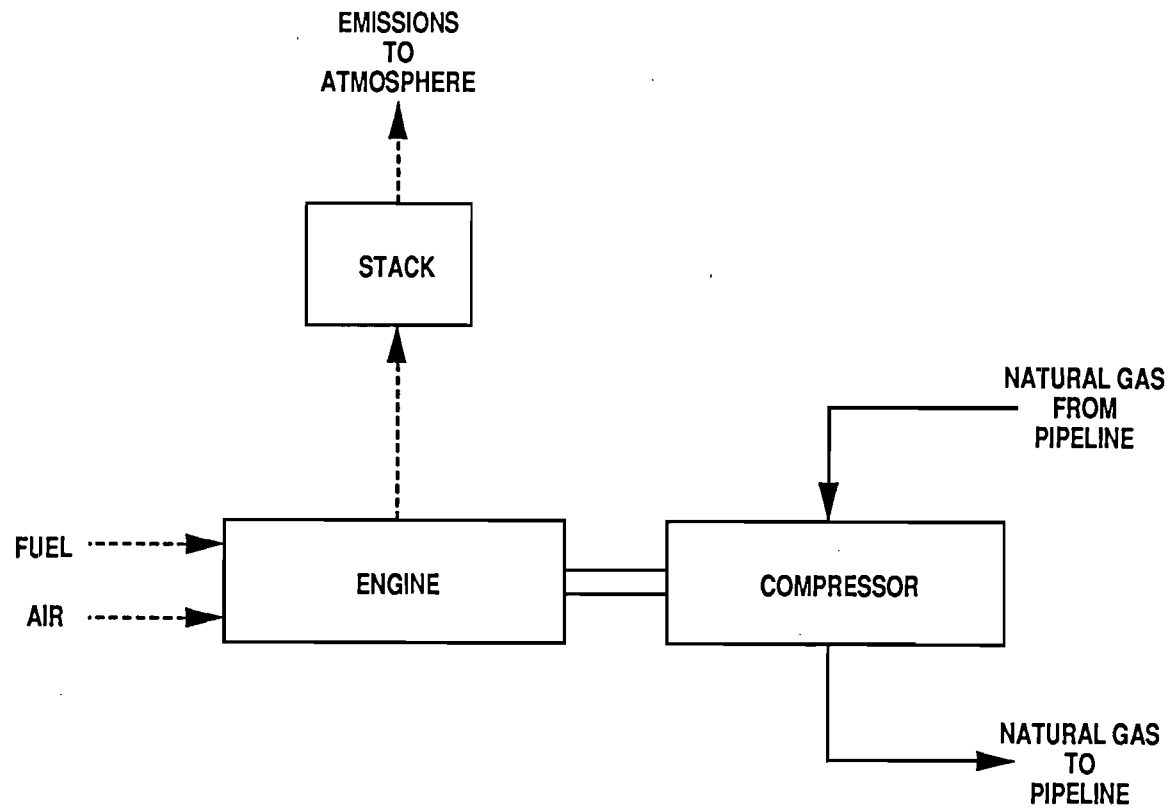 EMISSIONS
TO
ATMOSPHERE
STACK
NATURAL GAS
FROM
PIPELINE
FUEL
ENGINE
COMPRESSOR
AIR
NATURAL GAS
TO
PIPELINE